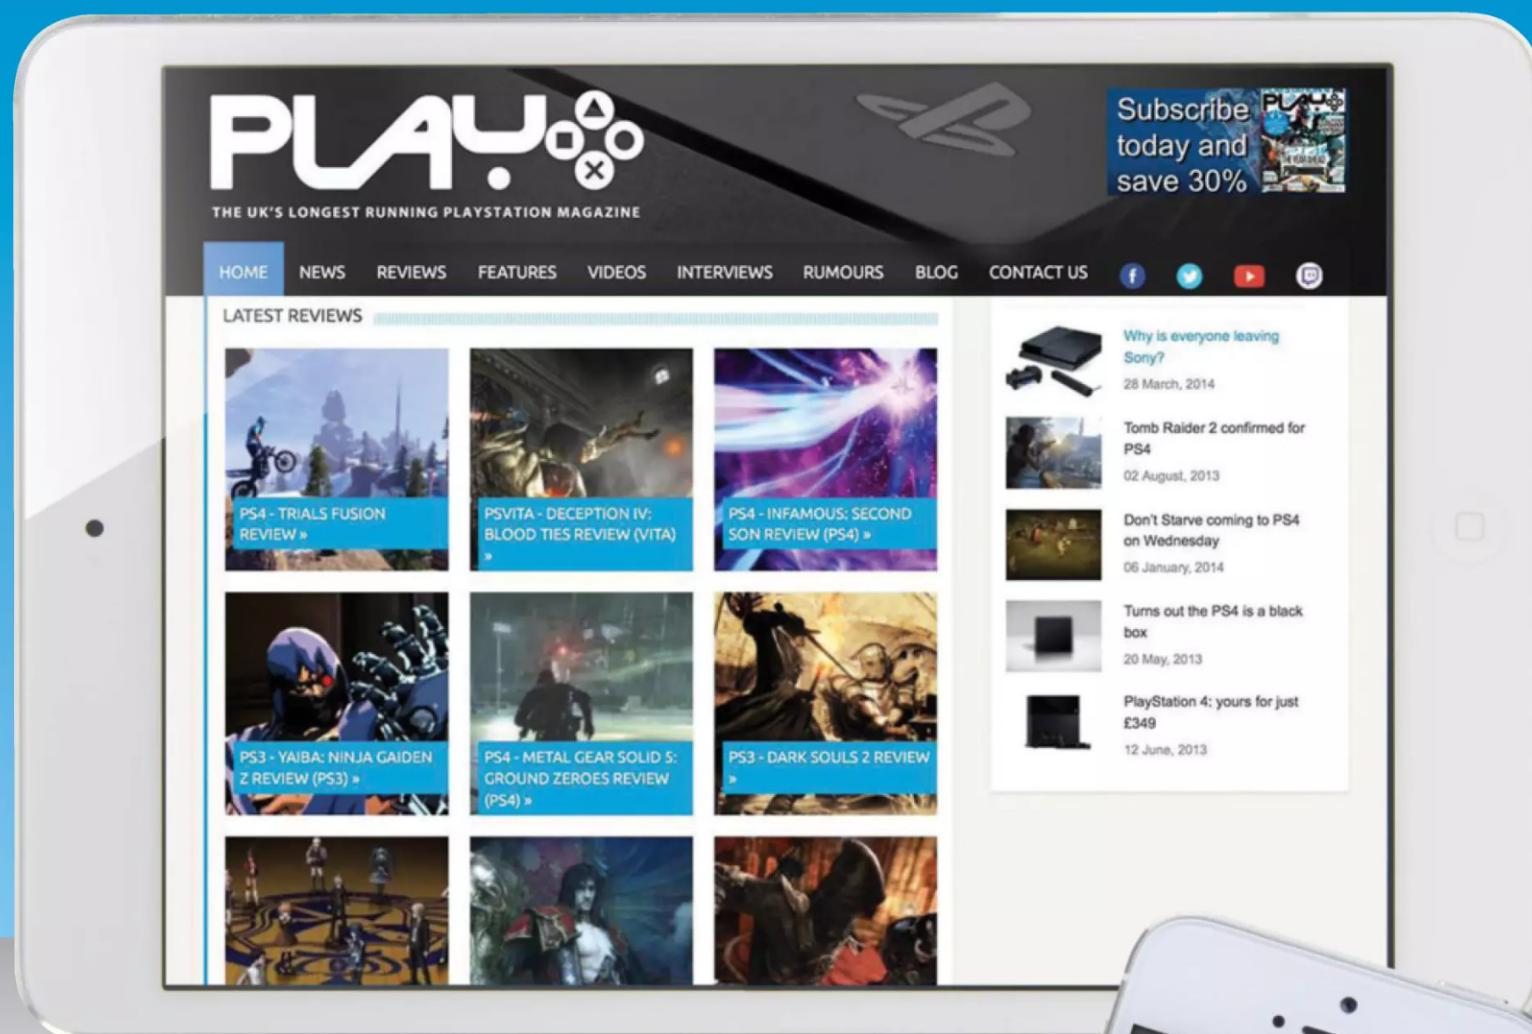 PLAY
THE UK'S LONGEST RUNNING PLAYSTATION MAGAZINE
Subscribe
today and
save 30%
PLAY
THE YEAR AHEAD
HOME NEWS REVIEWS FEATURES VIDEOS INTERVIEWS RUMOURS BLOG CONTACT US
LATEST REVIEWS
PS4 - TRIALS FUSION
REVIEW »
PSVITA - DECEPTION IV:
BLOOD TIES REVIEW (VITA)
»
PS4 - INFAMOUS: SECOND
SON REVIEW (PS4) »
PS3 - YAIBA: NINJA GAIDEN
Z REVIEW (PS3) »
PS4 - METAL GEAR SOLID 5:
GROUND ZEROES REVIEW
(PS4) »
PS3 - DARK SOULS 2 REVIEW
»
Why is everyone leaving
Sony?
28 March, 2014
Tomb Raider 2 confirmed for
PS4
02 August, 2013
Don't Starve coming to PS4
on Wednesday
06 January, 2014
Turns out the PS4 is a black
box
20 May, 2013
PlayStation 4: yours for just
£349
12 June, 2013